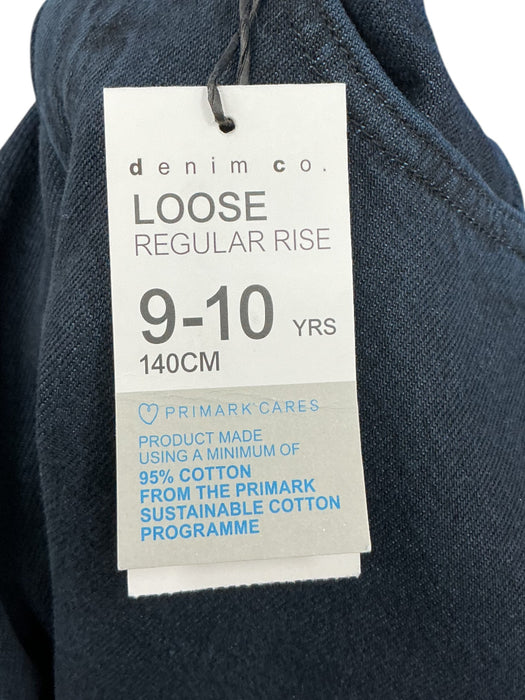 denim co.
LOOSE
REGULAR RISE
9-10 YRS
140CM
PRIMARK CARES
PRODUCT MADE
USING A MINIMUM OF
95% COTTON
FROM THE PRIMARK
SUSTAINABLE COTTON
PROGRAMME